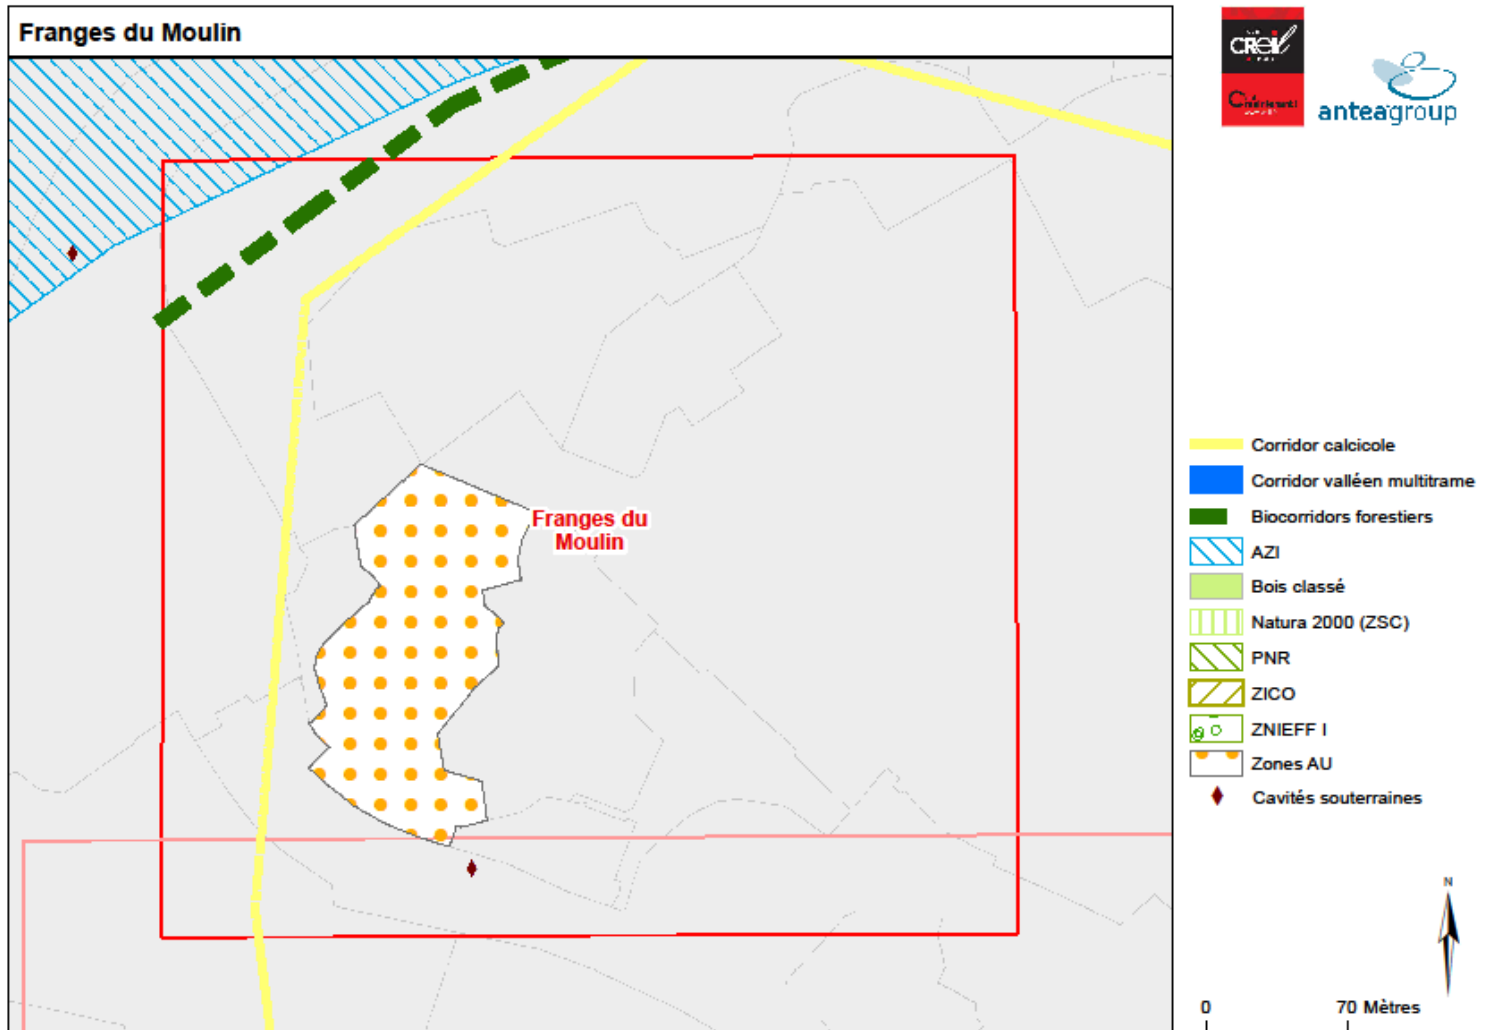 Franges du Moulin
creil
anteagroup
Franges du
Moulin
Corridor calcicole
Corridor valléen multitrame
Biocorridors forestiers
AZI
Bois classé
Natura 2000 (ZSC)
PNR
ZICO
ZNIEFF I
Zones AU
Cavités souterraines
N
0 70 Mètres